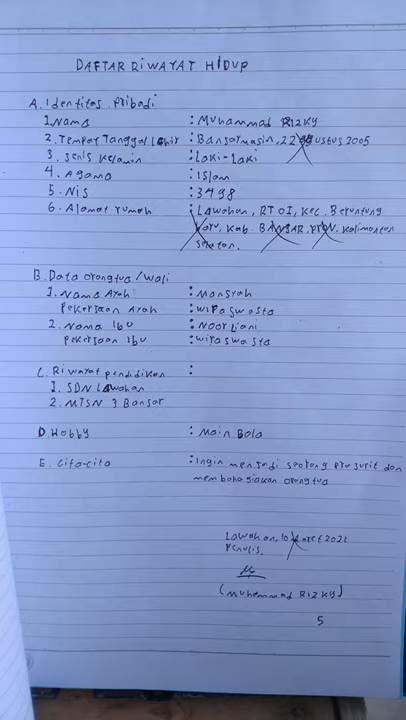 DAFTAR RIWAYAT HIDUP
A. Identitas Pribadi
1. Nama : Muhammad RIZKY
2. Tempat Tanggal Lahir : Banjarmasin, 22 Agustus 2005
3. Jenis Kelamin : Laki-Laki
4. Agama : Islam
5. Nis : 3498
6. Alamat rumah : Lawahan, RT 01, Kec. Beruntung
Baru, Kab. BANJAR, Prov. Kalimantan
Selatan.
B. Data orangtua/wali
1. Nama Ayah : Mansyah
Pekerjaan Ayah : wiraswasta
2. Nama Ibu : Noorliani
Pekerjaan Ibu : wiraswasta
C. Riwayat pendidikan :
1. SDN Lawahan
2. MTSN 3 Banjar
D. Hobby : Main Bola
E. Cita-cita : Ingin menjadi seorang prajurit dan
membahagiakan orangtua
Lawahan, 10 Maret 2021
Penulis.
(Muhammad RIZKY)
5